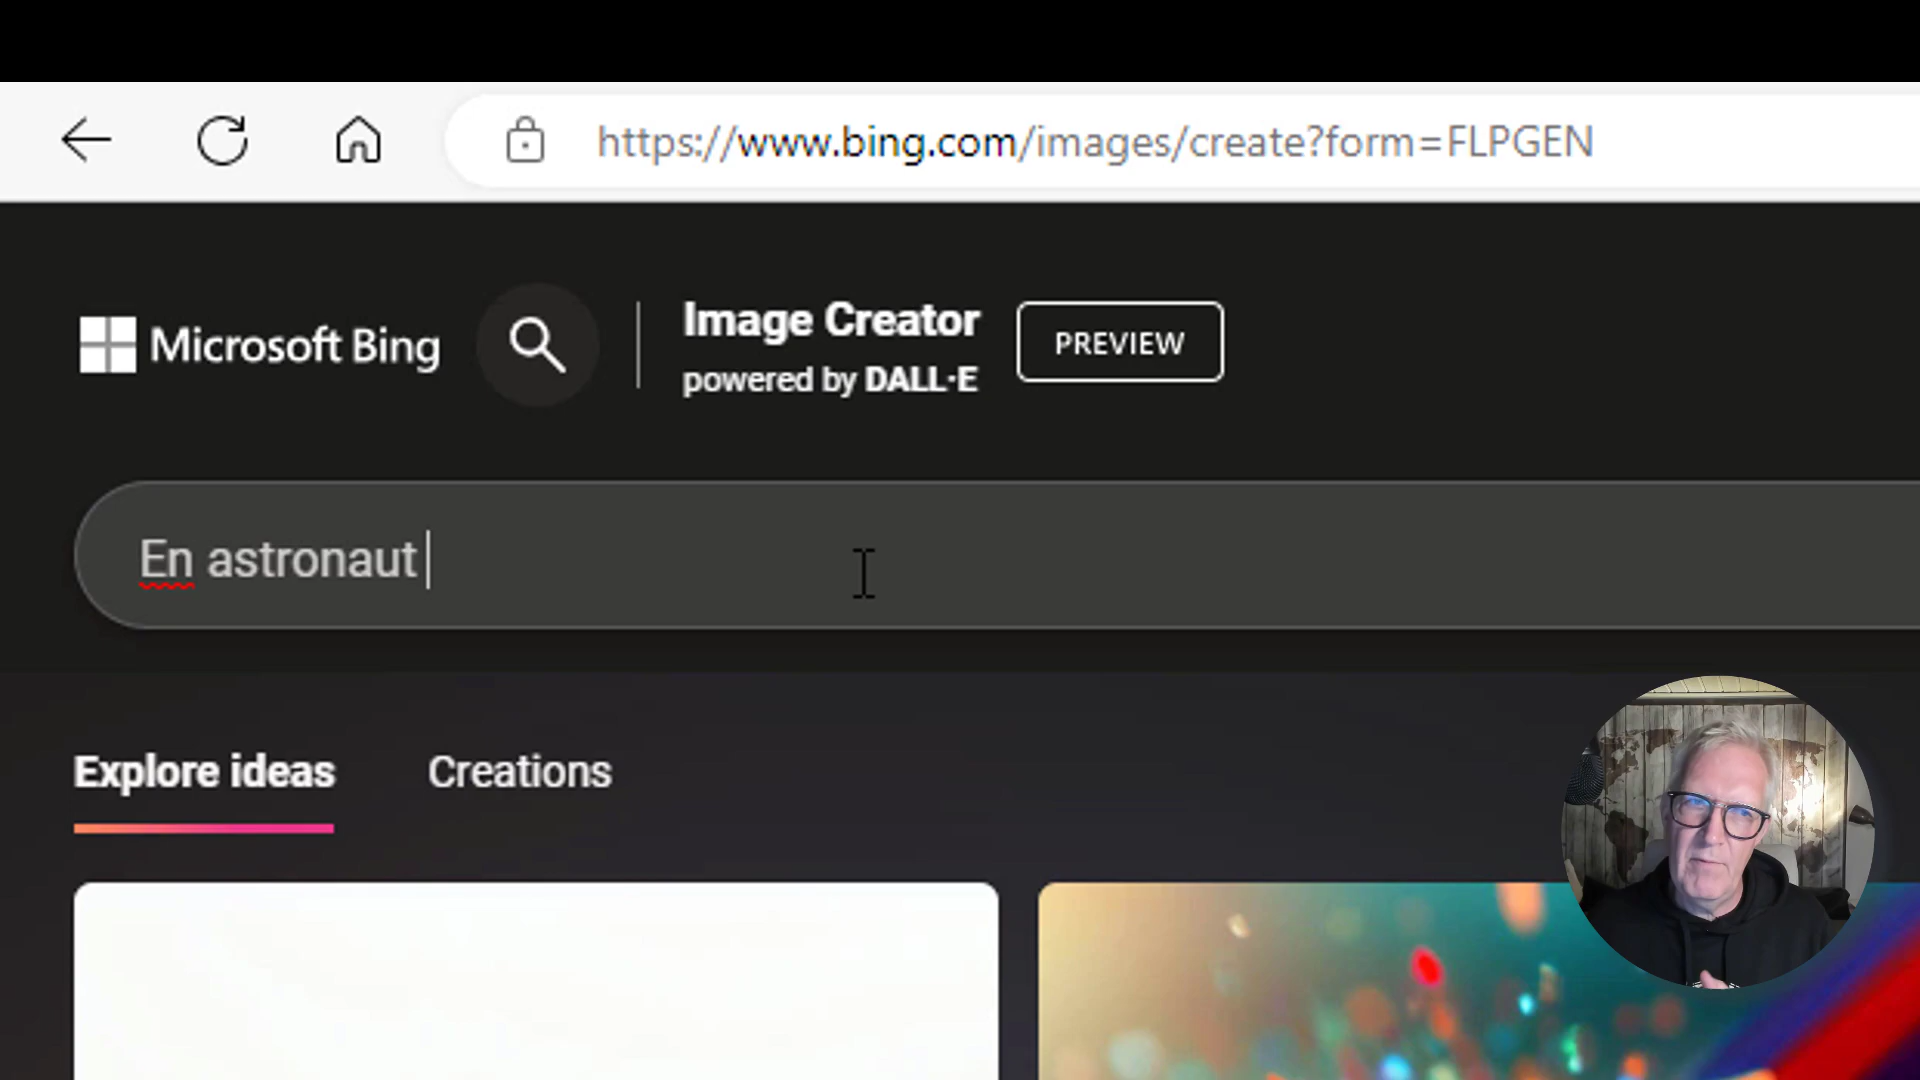 https://www.bing.com/images/create?form=FLPGEN
Microsoft Bing
Image Creator
powered by DALL·E
PREVIEW
En astronaut
Explore ideas
Creations